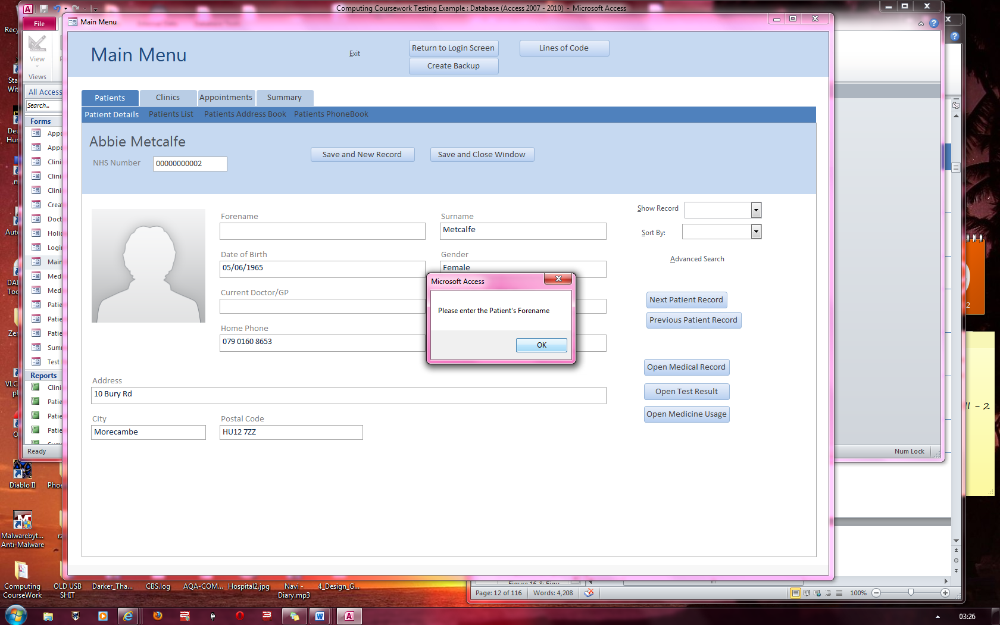 Computing Coursework Testing Example : Database (Access 2007 - 2010) - Microsoft Access
File
Main Menu
View
Views
Main Menu
Exit
Return to Login Screen
Create Backup
Lines of Code
All Access
Search...
Forms
Appo
Appo
Clini
Clini
Clini
Crea
Doct
Holid
Logi
Main
Med
Med
Patie
Patie
Patie
Sum
Test
Reports
Clini
Patie
Patie
Patie
Ready
Num Lock
Patients
Clinics
Appointments
Summary
Patient Details
Patients List
Patients Address Book
Patients PhoneBook
Abbie Metcalfe
NHS Number
00000000002
Save and New Record
Save and Close Window
Forename
Surname
Metcalfe
Date of Birth
05/06/1965
Gender
Female
Current Doctor/GP
Home Phone
079 0160 8653
Address
10 Bury Rd
City
Morecambe
Postal Code
HU12 7ZZ
Show Record
Sort By:
Advanced Search
Next Patient Record
Previous Patient Record
Open Medical Record
Open Test Result
Open Medicine Usage
Microsoft Access
Please enter the Patient's Forename
OK
Diablo II
Phoe
Malwarebyt...
Anti-Malware
Computing
CourseWork
OLD USB
SHIT
Darker_Tha...
CBS.log
AQA-COM...
Hospital2.jpg
Navi -
Diary.mp3
4_Design_G...
Page: 12 of 116
Words: 4,208
100%
03:26